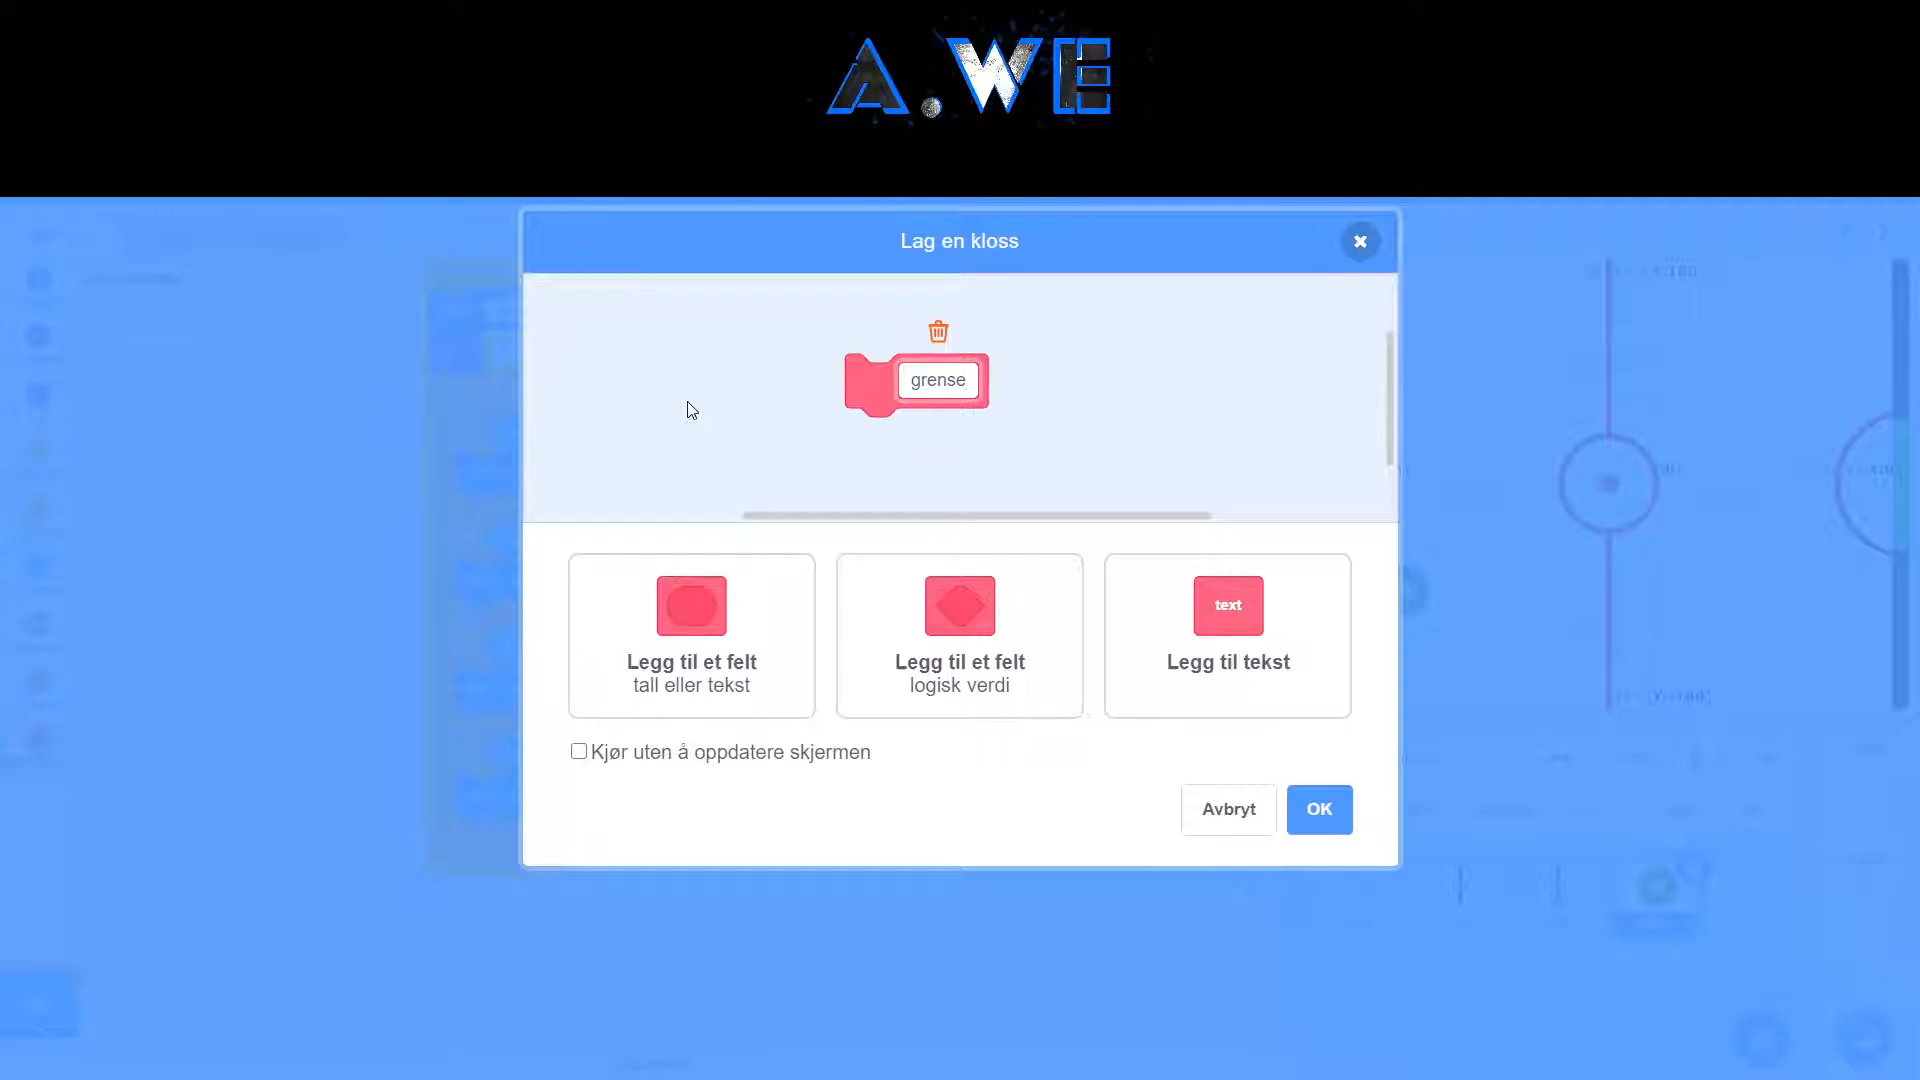 A.WE
Lag en kloss
grense
text
Legg til et felt
tall eller tekst
Legg til et felt
logisk verdi
Legg til tekst
Kjør uten å oppdatere skjermen
Avbryt
OK